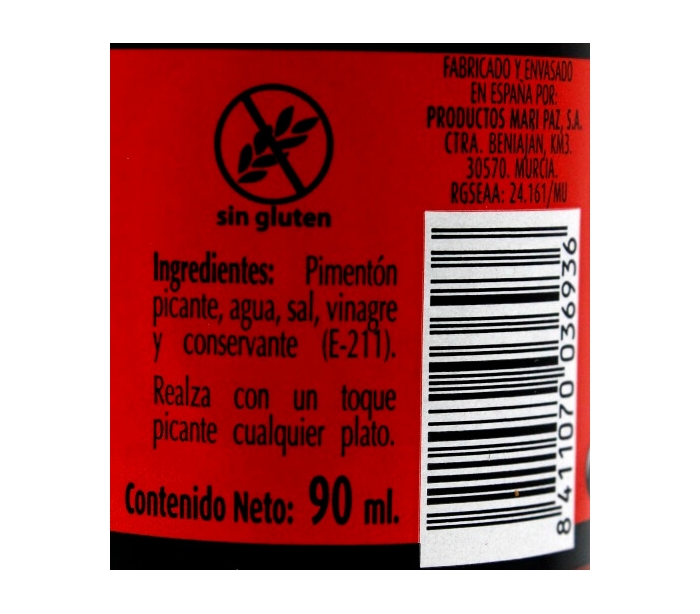 FABRICADO Y ENVASADO
EN ESPAÑA POR:
PRODUCTOS MARI PAZ, S.A.
CTRA. BENIAJAN, KM3.
30570. MURCIA.
RGSEAA: 24.161/MU
sin gluten
Ingredientes: Pimentón
picante, agua, sal, vinagre
y conservante (E-211).
Realza con un toque
picante cualquier plato.
Contenido Neto: 90 ml.
8 411070 036936